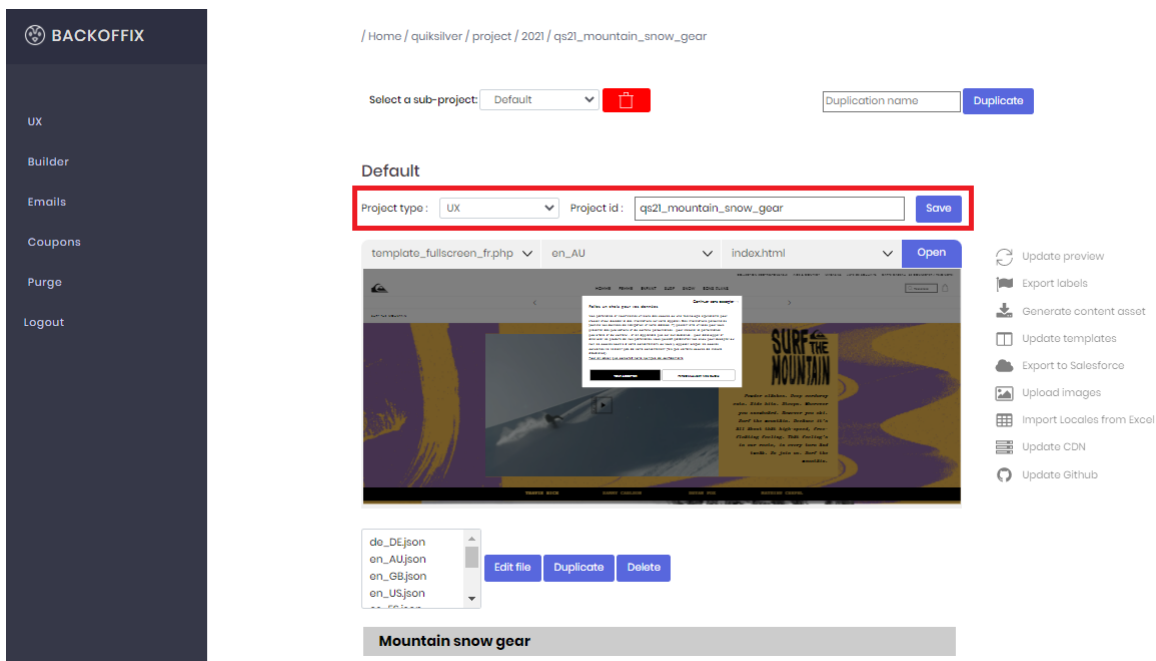 BACKOFFIX
UX
Builder
Emails
Coupons
Purge
Logout
/ Home / quiksilver / project / 2021 / qs21_mountain_snow_gear
Select a sub-project: Default
Duplication name Duplicate
Default
Project type : UX Project id : qs21_mountain_snow_gear Save
template_fullscreen_fr.php en_AU index.html Open
SURF THE
MOUNTAIN
Update preview
Export labels
Generate content asset
Update templates
Export to Salesforce
Upload images
Import Locales from Excel
Update CDN
Update Github
de_DE.json
en_AU.json
en_GB.json
en_US.json
Edit file Duplicate Delete
Mountain snow gear